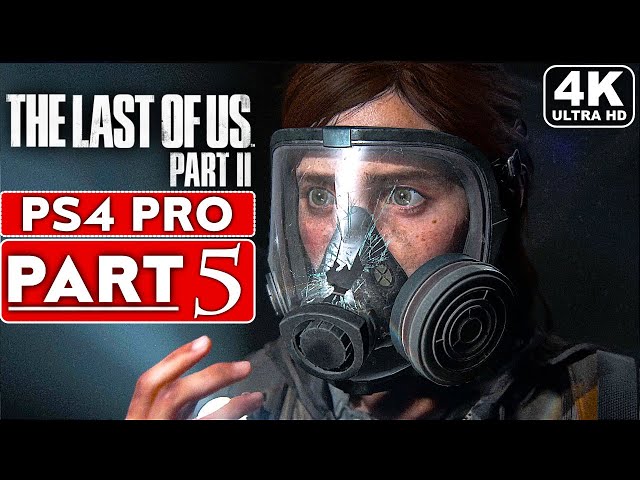 THE LAST OF US
PART II
PS4 PRO
PART 5
4K
ULTRA HD